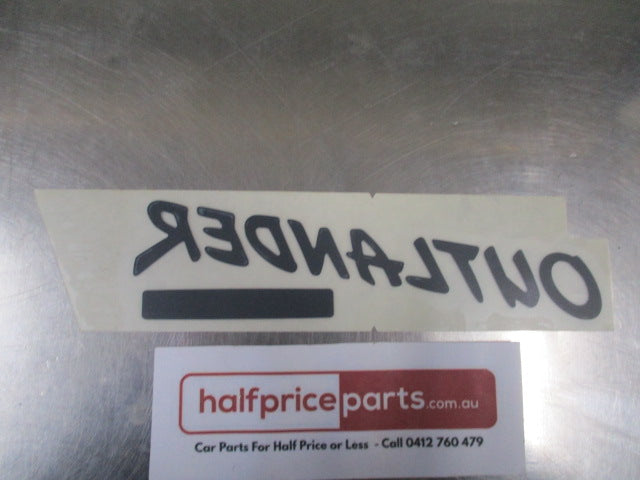 OUTLANDER
halfpriceparts.com.au
Car Parts For Half Price or Less - Call 0412 760 479